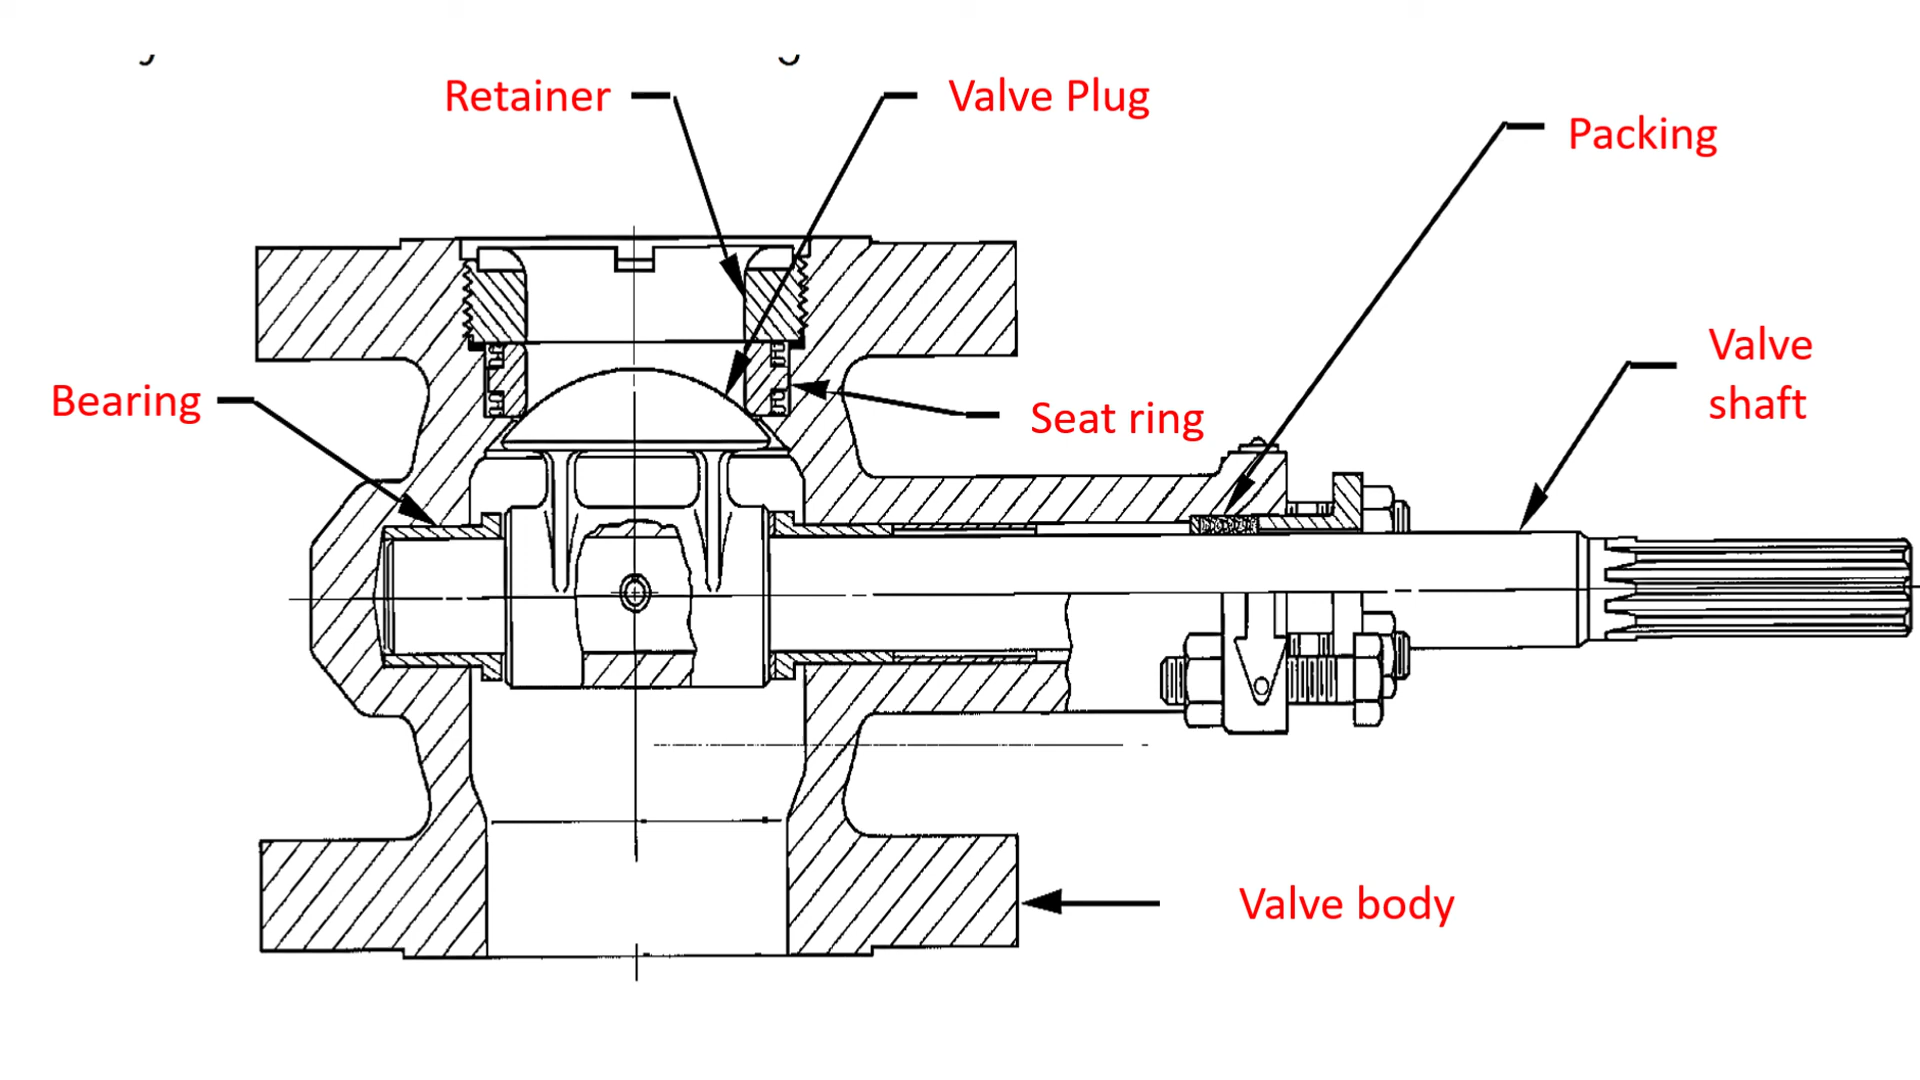 Retainer
Valve Plug
Packing
Valve
shaft
Bearing
Seat ring
Valve body